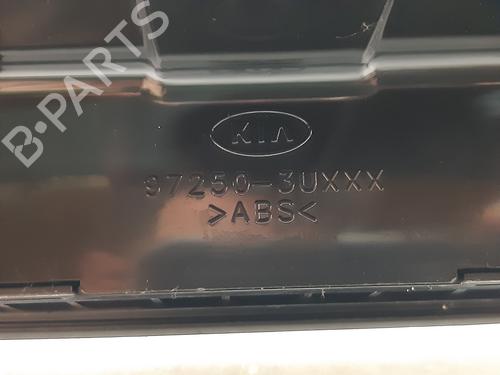 B-PARTS
KIA
97250-3UXXX
>ABS<